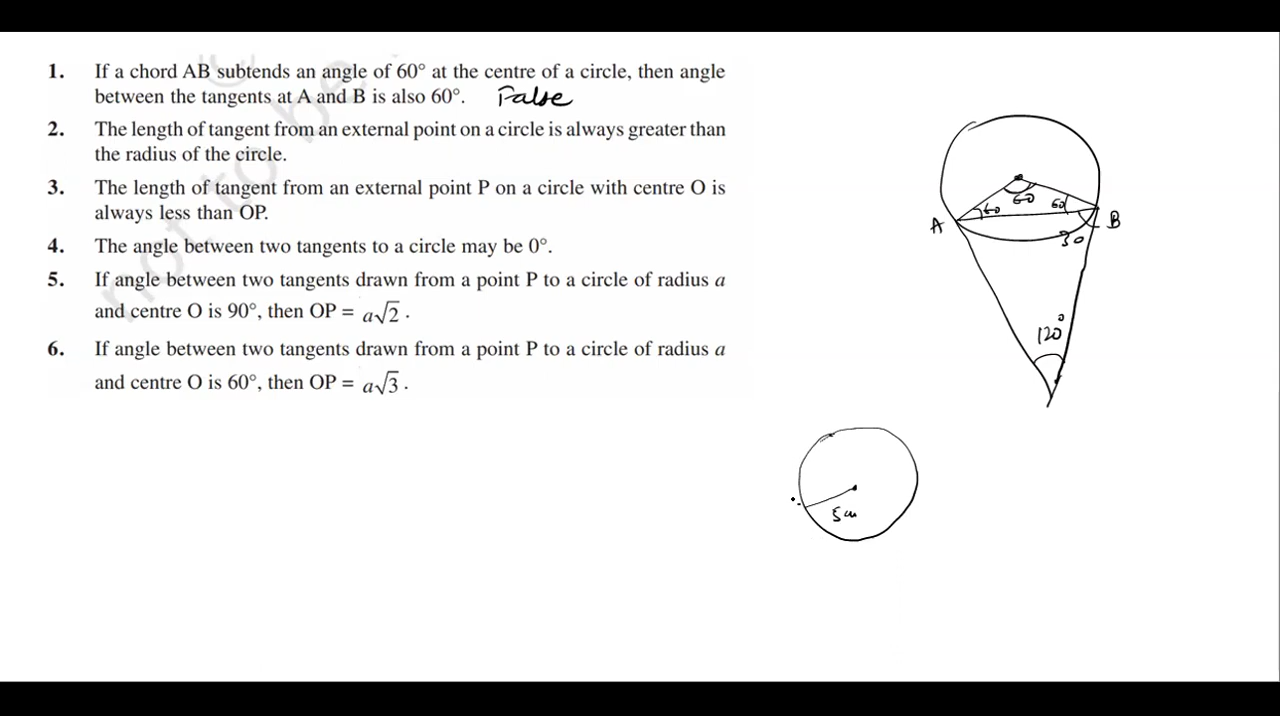 1. If a chord AB subtends an angle of 60° at the centre of a circle, then angle
between the tangents at A and B is also 60°. False
2. The length of tangent from an external point on a circle is always greater than
the radius of the circle.
3. The length of tangent from an external point P on a circle with centre O is
always less than OP.
4. The angle between two tangents to a circle may be 0°.
5. If angle between two tangents drawn from a point P to a circle of radius a
and centre O is 90°, then OP = a√2 .
6. If angle between two tangents drawn from a point P to a circle of radius a
and centre O is 60°, then OP = a√3 .
60
60 60
A B
30
120°
5 cm
not to be